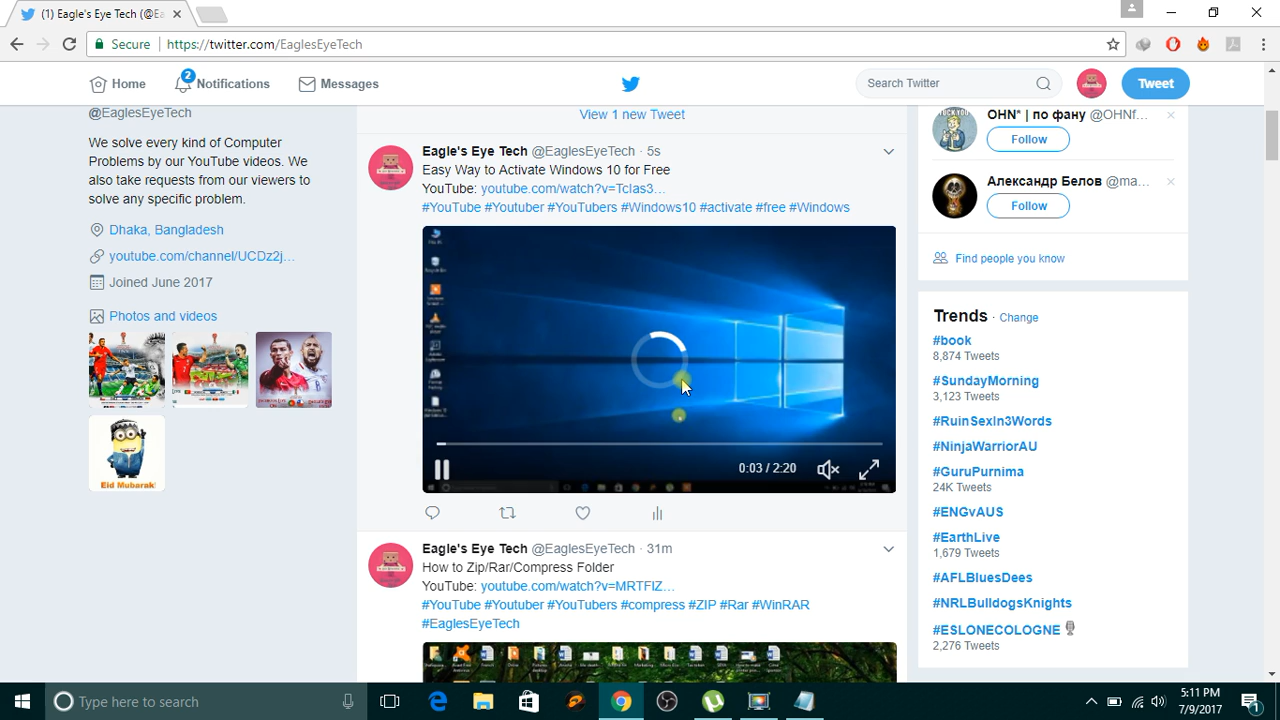 (1) Eagle's Eye Tech (@Ea
Secure
https://twitter.com/EaglesEyeTech
Home
2
Notifications
Messages
Search Twitter
Tweet
@EaglesEyeTech
We solve every kind of Computer
Problems by our YouTube videos. We
also take requests from our viewers to
solve any specific problem.
Dhaka, Bangladesh
youtube.com/channel/UCDz2j...
Joined June 2017
Photos and videos
Eid Mubarak!
View 1 new Tweet
Eagle's Eye Tech @EaglesEyeTech · 5s
Easy Way to Activate Windows 10 for Free
YouTube: youtube.com/watch?v=TcIas3...
#YouTube #Youtuber #YouTubers #Windows10 #activate #free #Windows
0:03 / 2:20
Eagle's Eye Tech @EaglesEyeTech · 31m
How to Zip/Rar/Compress Folder
YouTube: youtube.com/watch?v=MRTFlZ...
#YouTube #Youtuber #YouTubers #compress #ZIP #Rar #WinRAR
#EaglesEyeTech
OHN* | по фану @OHNf...
Follow
Александр Белов @ma...
Follow
Find people you know
Trends · Change
#book
8,874 Tweets
#SundayMorning
3,123 Tweets
#RuinSexIn3Words
#NinjaWarriorAU
#GuruPurnima
24K Tweets
#ENGvAUS
#EarthLive
1,679 Tweets
#AFLBluesDees
#NRLBulldogsKnights
#ESLONECOLOGNE
2,276 Tweets
Type here to search
5:11 PM
7/9/2017
1